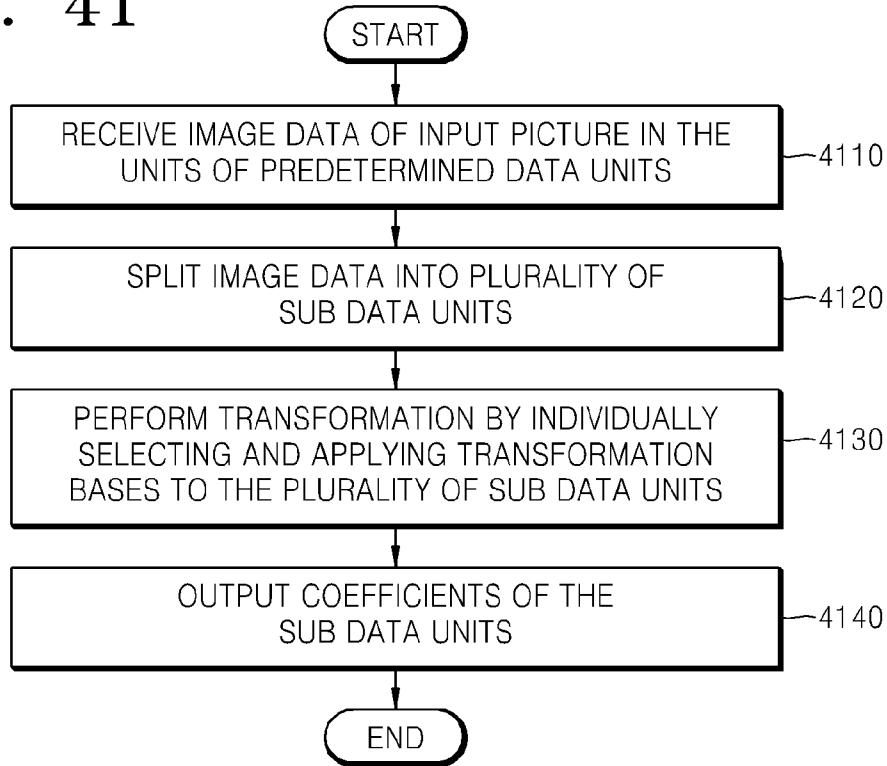 . 41
START
RECEIVE IMAGE DATA OF INPUT PICTURE IN THE
UNITS OF PREDETERMINED DATA UNITS
4110
SPLIT IMAGE DATA INTO PLURALITY OF
SUB DATA UNITS
4120
PERFORM TRANSFORMATION BY INDIVIDUALLY
SELECTING AND APPLYING TRANSFORMATION
BASES TO THE PLURALITY OF SUB DATA UNITS
4130
OUTPUT COEFFICIENTS OF THE
SUB DATA UNITS
4140
END